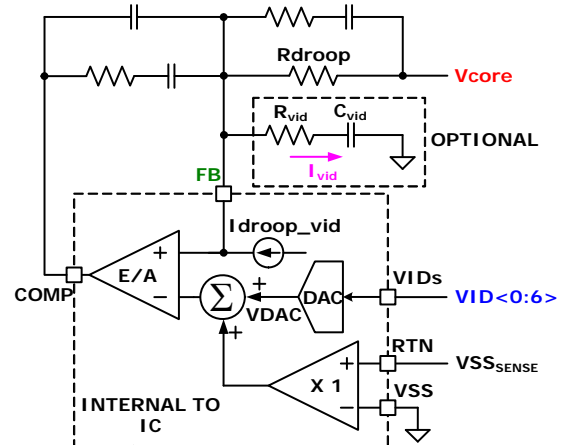 Rdroop
Vcore
Rvid
Cvid
OPTIONAL
Ivid
FB
Idroop_vid
+
E/A
−
COMP
Σ
+
+
VDAC
DAC
VIDs
VID<0:6>
RTN
VSSSENSE
+
X 1
VSS
−
INTERNAL TO
IC